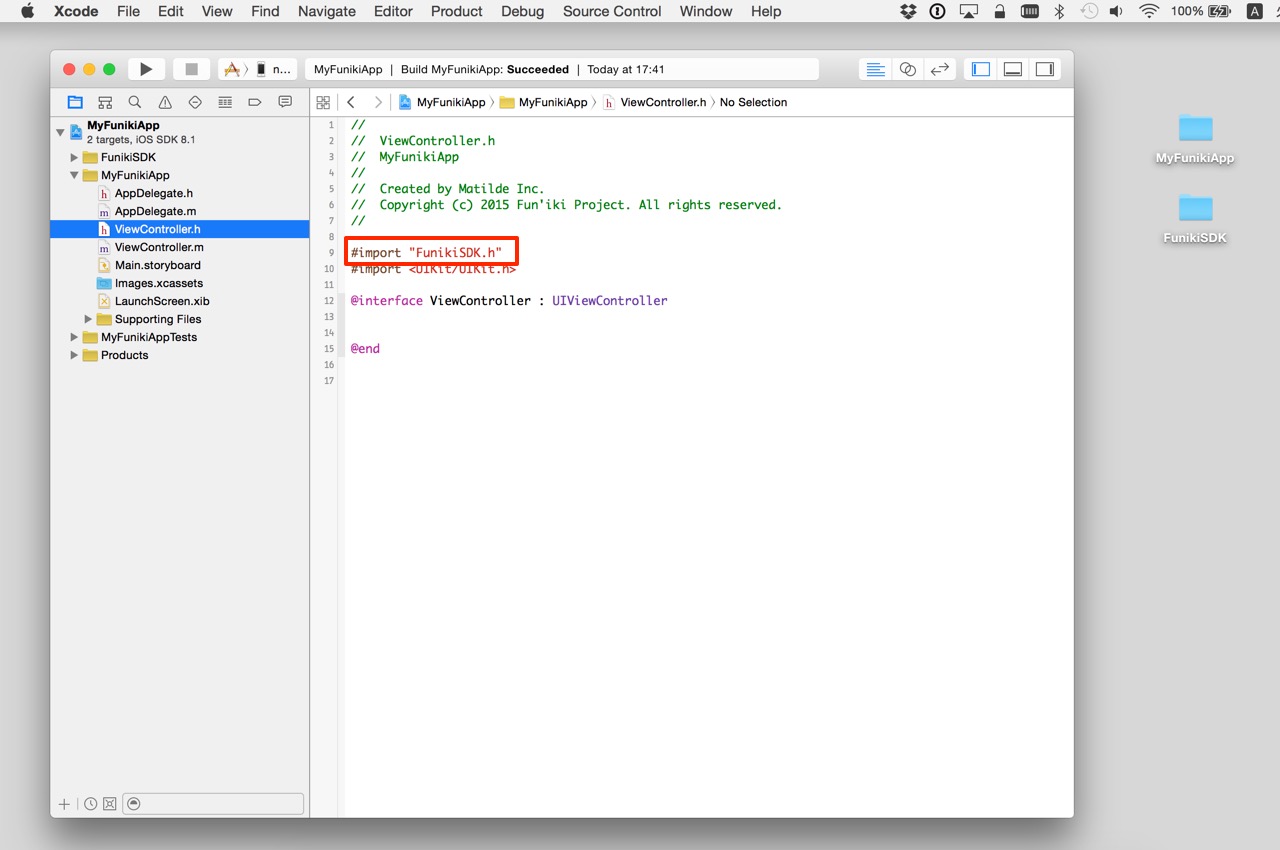 Xcode File Edit View Find Navigate Editor Product Debug Source Control Window Help 100% A
n... MyFunikiApp | Build MyFunikiApp: Succeeded | Today at 17:41
MyFunikiApp MyFunikiApp h ViewController.h No Selection
MyFunikiApp
2 targets, iOS SDK 8.1
FunikiSDK
MyFunikiApp
h AppDelegate.h
m AppDelegate.m
h ViewController.h
m ViewController.m
Main.storyboard
Images.xcassets
LaunchScreen.xib
Supporting Files
MyFunikiAppTests
Products
1 //
2 // ViewController.h
3 // MyFunikiApp
4 //
5 // Created by Matilde Inc.
6 // Copyright (c) 2015 Fun'iki Project. All rights reserved.
7 //
8
9 #import "FunikiSDK.h"
10 #import <UIKit/UIKit.h>
11
12 @interface ViewController : UIViewController
13
14
15 @end
16
17
MyFunikiApp
FunikiSDK